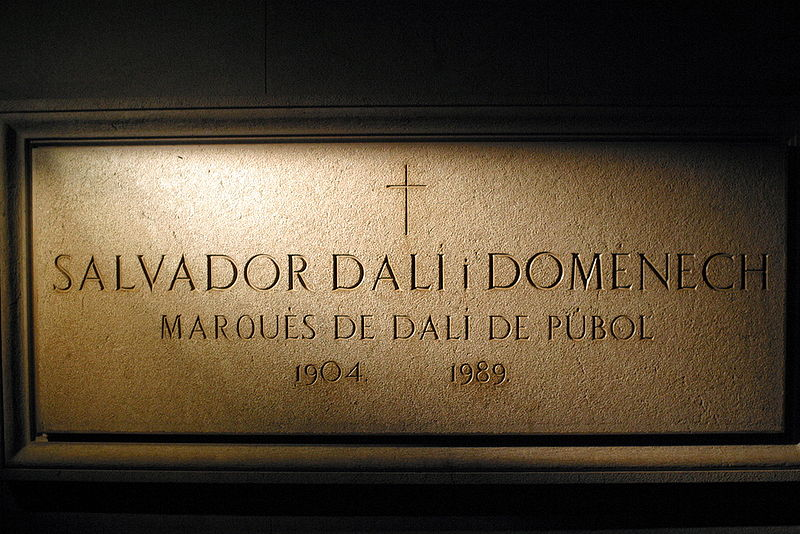 SALVADOR DALÍ i DOMÈNECH
MARQUÈS DE DALÍ DE PÚBOL
1904. 1989.